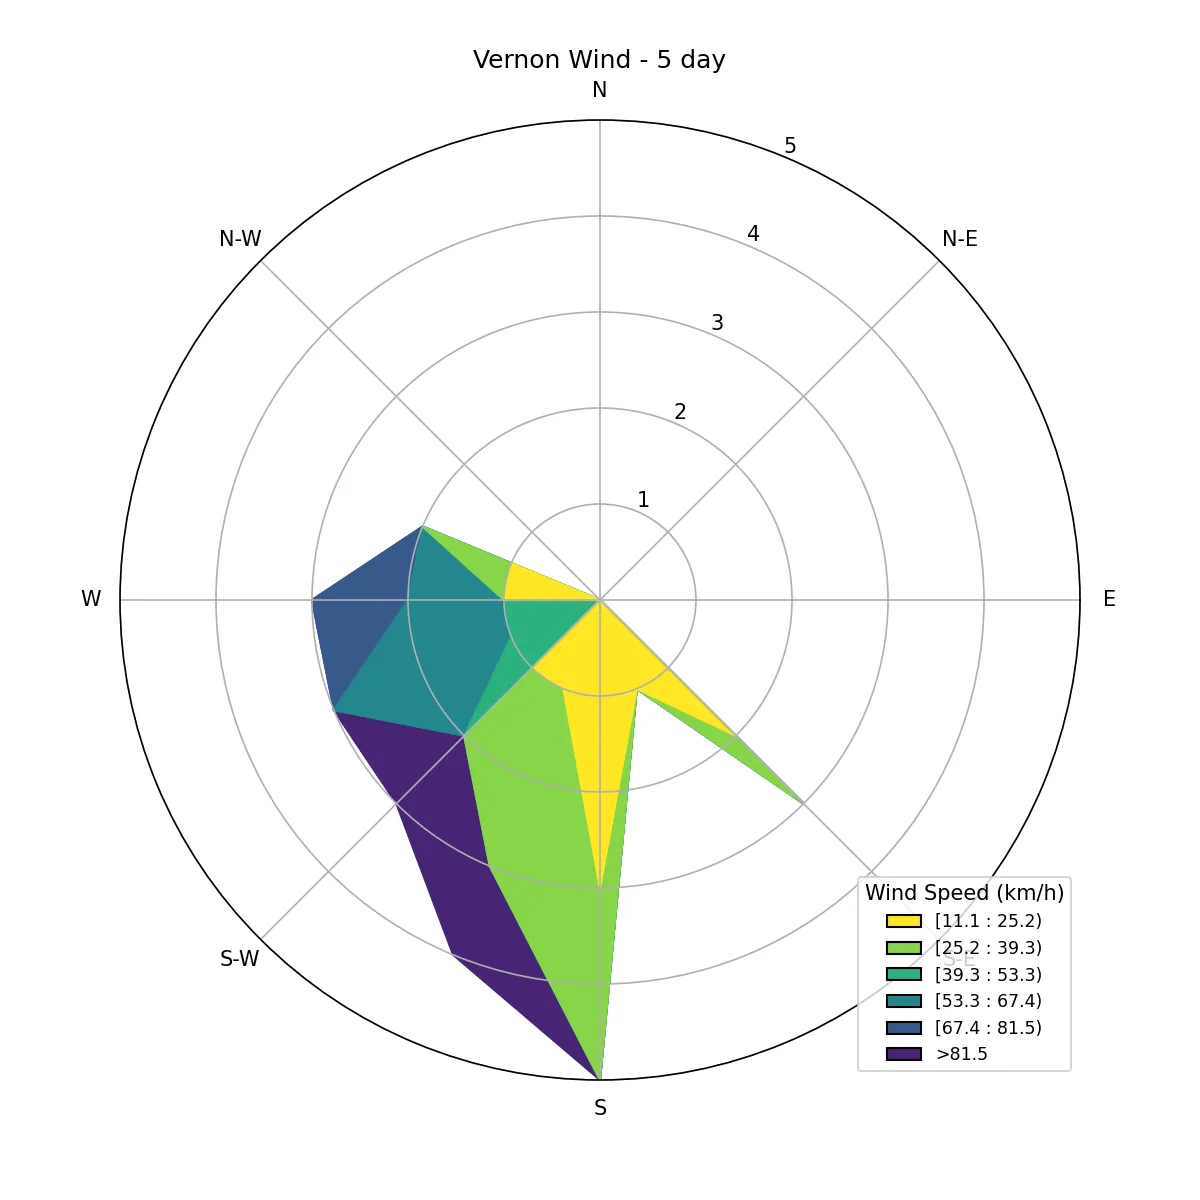 Vernon Wind - 5 day
N
5
N-W
N-E
4
3
2
1
W
E
S-W
S-E
S
Wind Speed (km/h)
[11.1 : 25.2)
[25.2 : 39.3)
[39.3 : 53.3)
[53.3 : 67.4)
[67.4 : 81.5)
>81.5